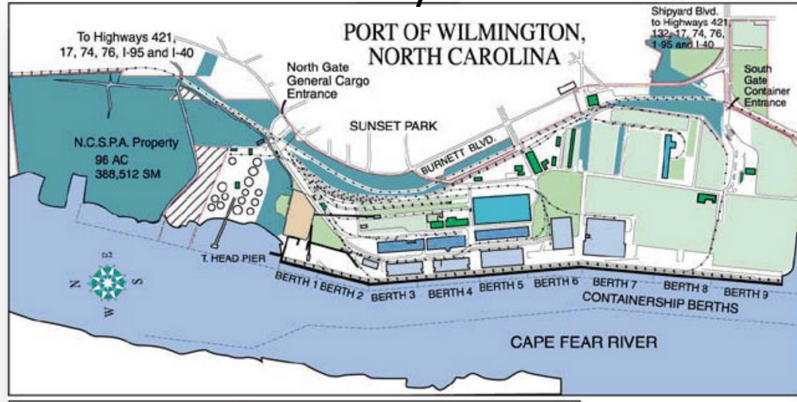 PORT OF WILMINGTON,
NORTH CAROLINA
To Highways 421,
17, 74, 76, I-95 and I-40
North Gate
General Cargo
Entrance
Shipyard Blvd.
to Highways 421
132, 17, 74, 76,
I-95 and I-40
South
Gate
Container
Entrance
SUNSET PARK
BURNETT BLVD.
N.C.S.P.A. Property
96 AC
388,512 SM
T. HEAD PIER
BERTH 1
BERTH 2
BERTH 3
BERTH 4
BERTH 5
BERTH 6
BERTH 7
BERTH 8
BERTH 9
CONTAINERSHIP BERTHS
CAPE FEAR RIVER
E
N
S
W